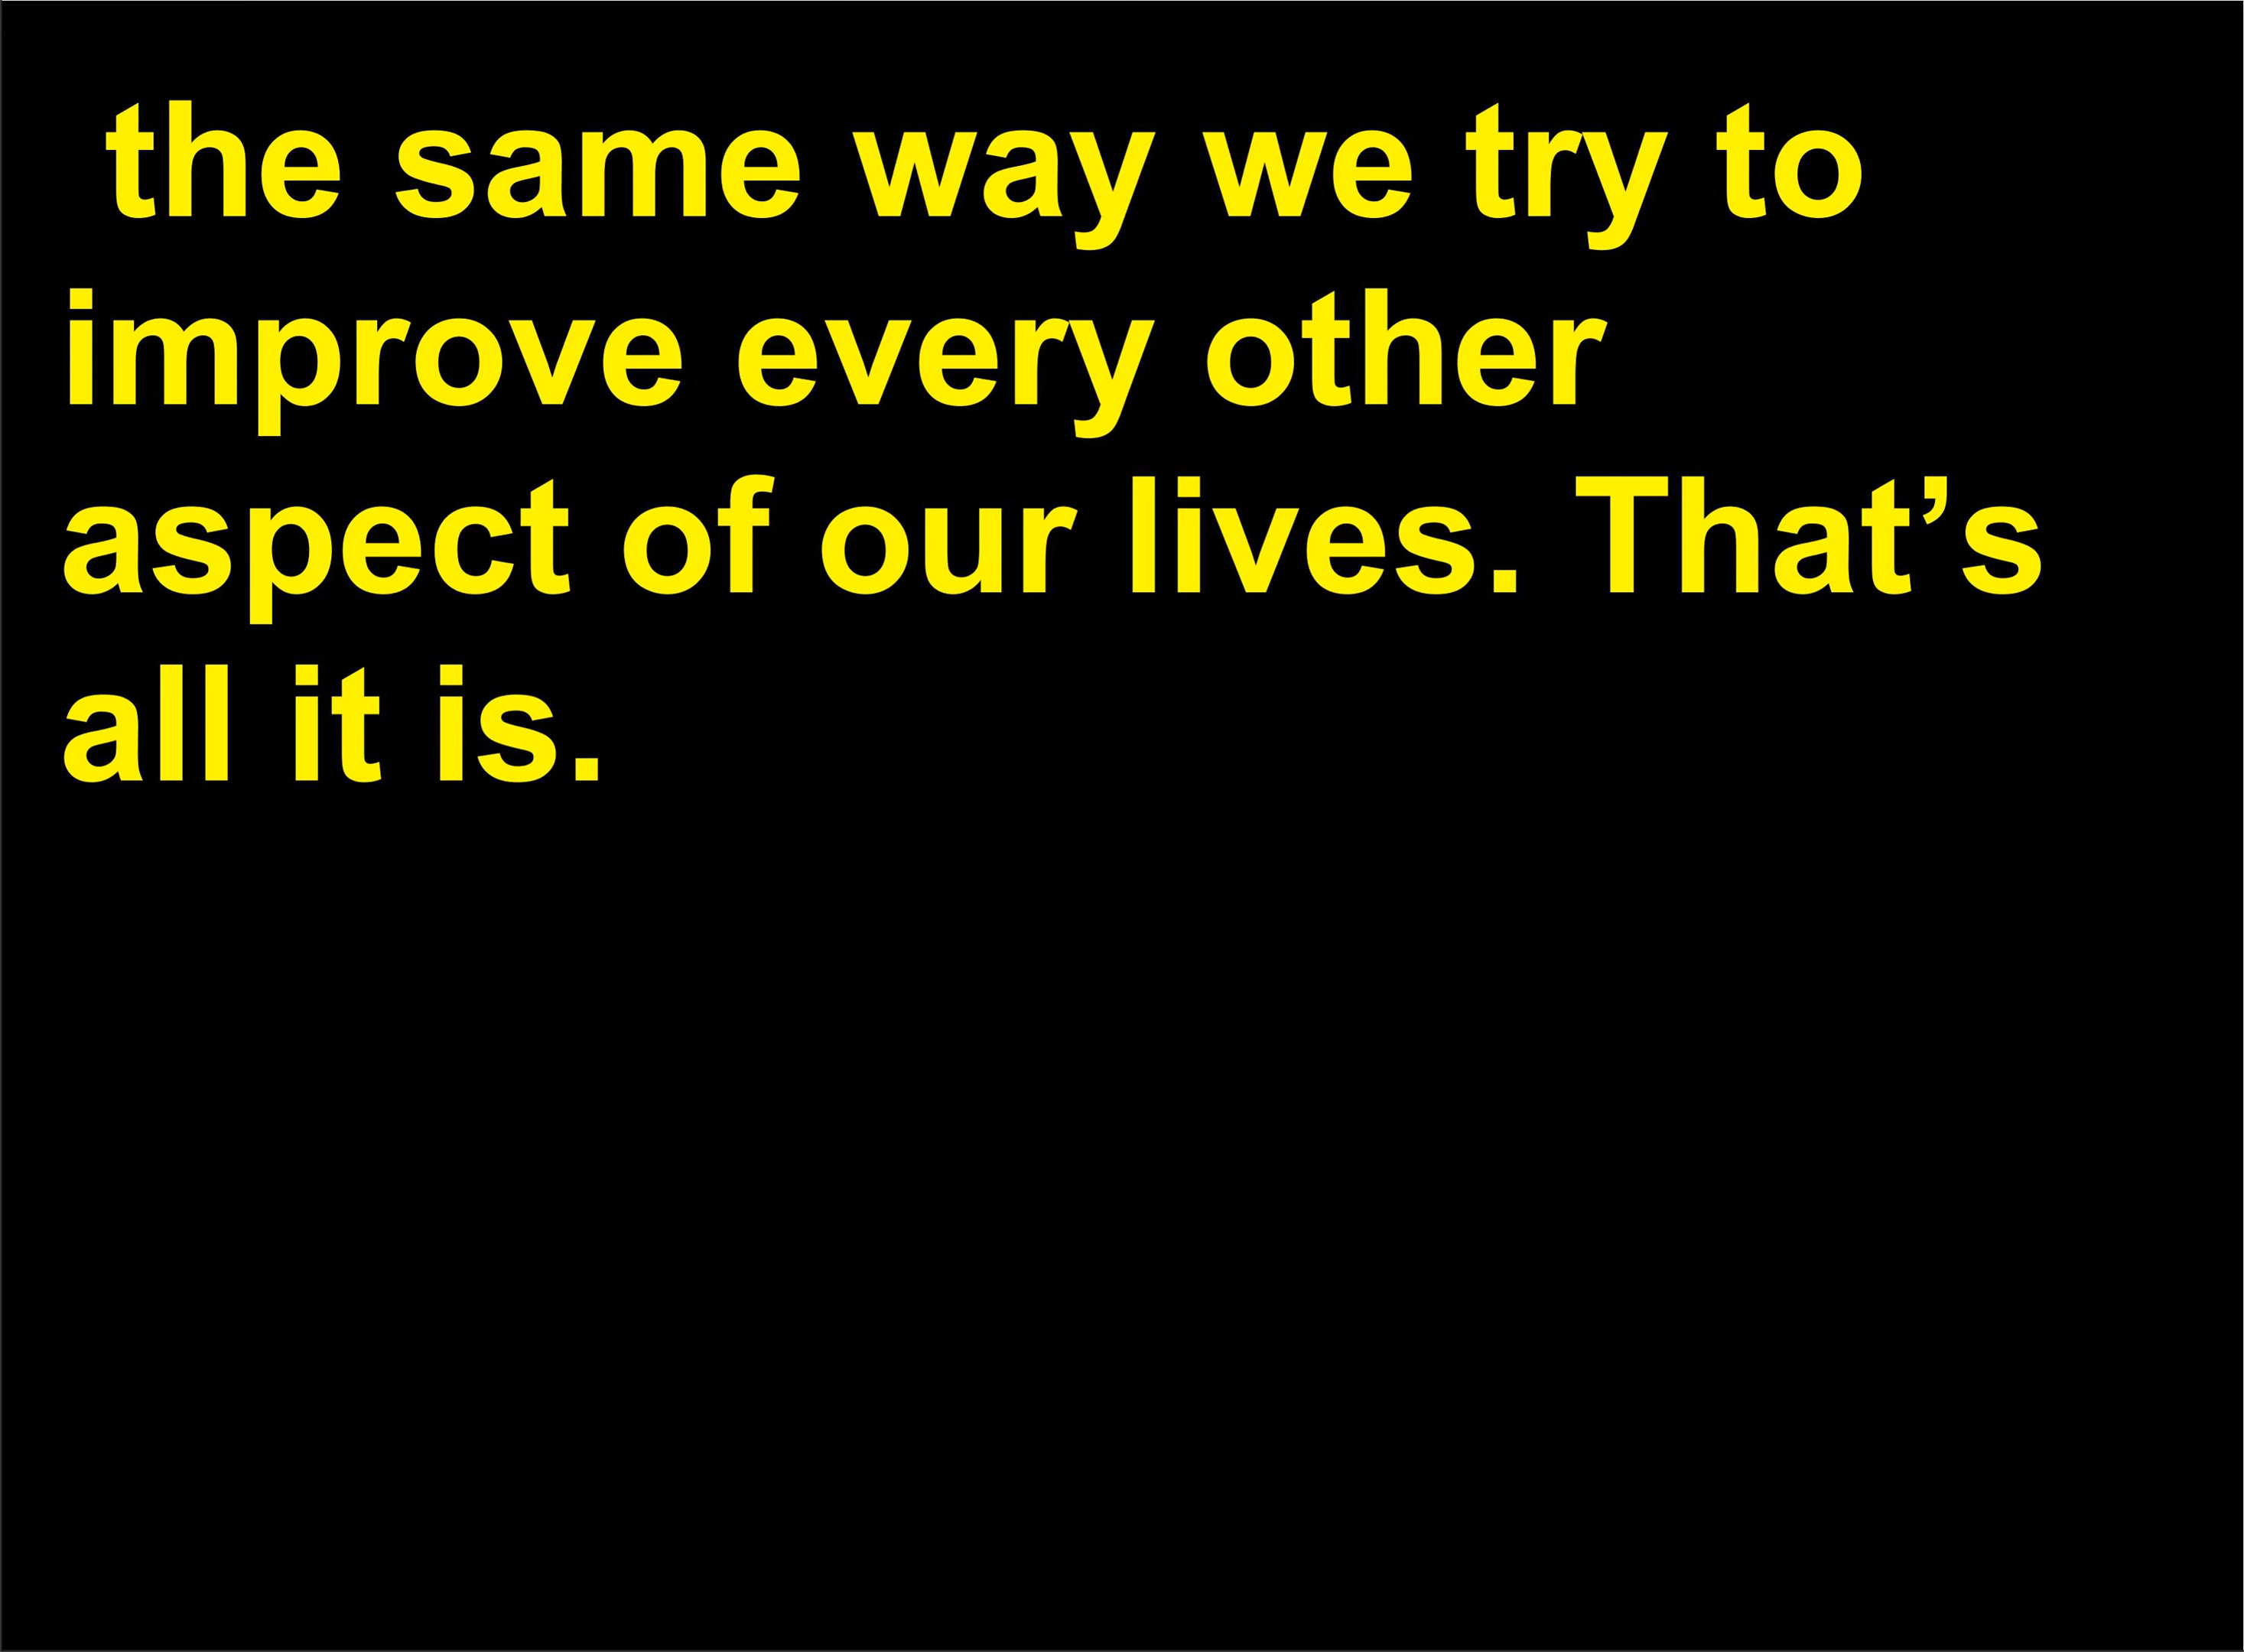 the same way we try to
improve every other
aspect of our lives. That’s
all it is.